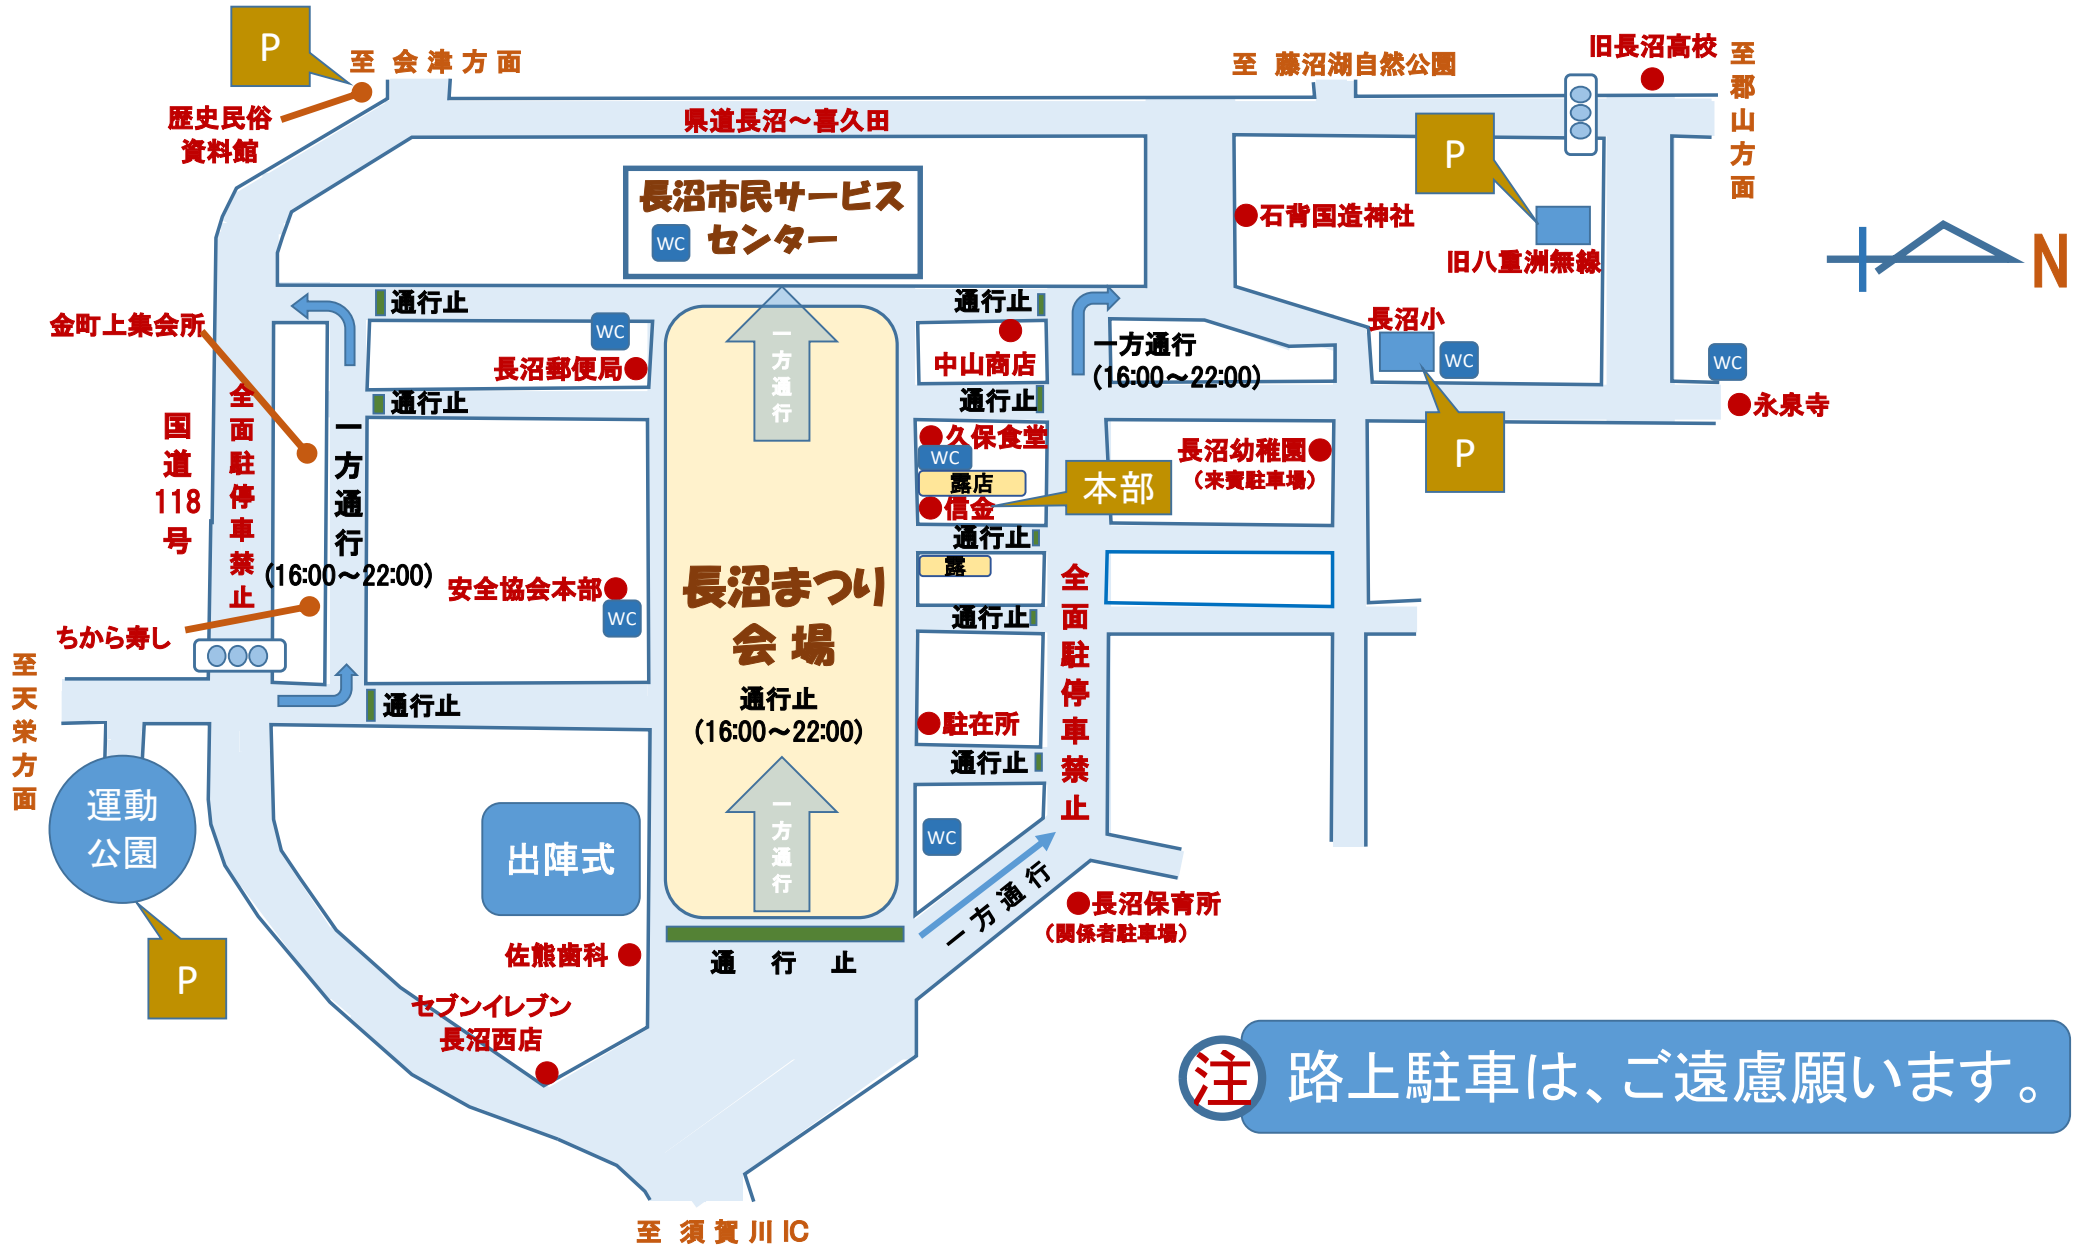 P
至 会津方面
歴史民俗
資料館
県道長沼～喜久田
至 藤沼湖自然公園
旧長沼高校
至郡山方面
P
長沼市民サービス
WC センター
石背国造神社
旧八重洲無線
N
金町上集会所
通行止
WC
長沼郵便局
通行止
一方通行
通行止
中山商店
通行止
一方通行
(16:00～22:00)
長沼小
WC
WC
永泉寺
P
国道118号
全面駐停車禁止
一方通行
(16:00～22:00)
久保食堂
WC
露店
信金
本部
長沼幼稚園
（来賓駐車場）
通行止
露
通行止
安全協会本部
WC
長沼まつり
会場
通行止
(16:00～22:00)
全面駐停車禁止
ちから寿し
至天栄方面
通行止
駐在所
通行止
運動
公園
P
出陣式
一方通行
WC
一方通行
長沼保育所
（関係者駐車場）
佐熊歯科
通行止
セブンイレブン
長沼西店
注 路上駐車は、ご遠慮願います。
至 須賀川IC